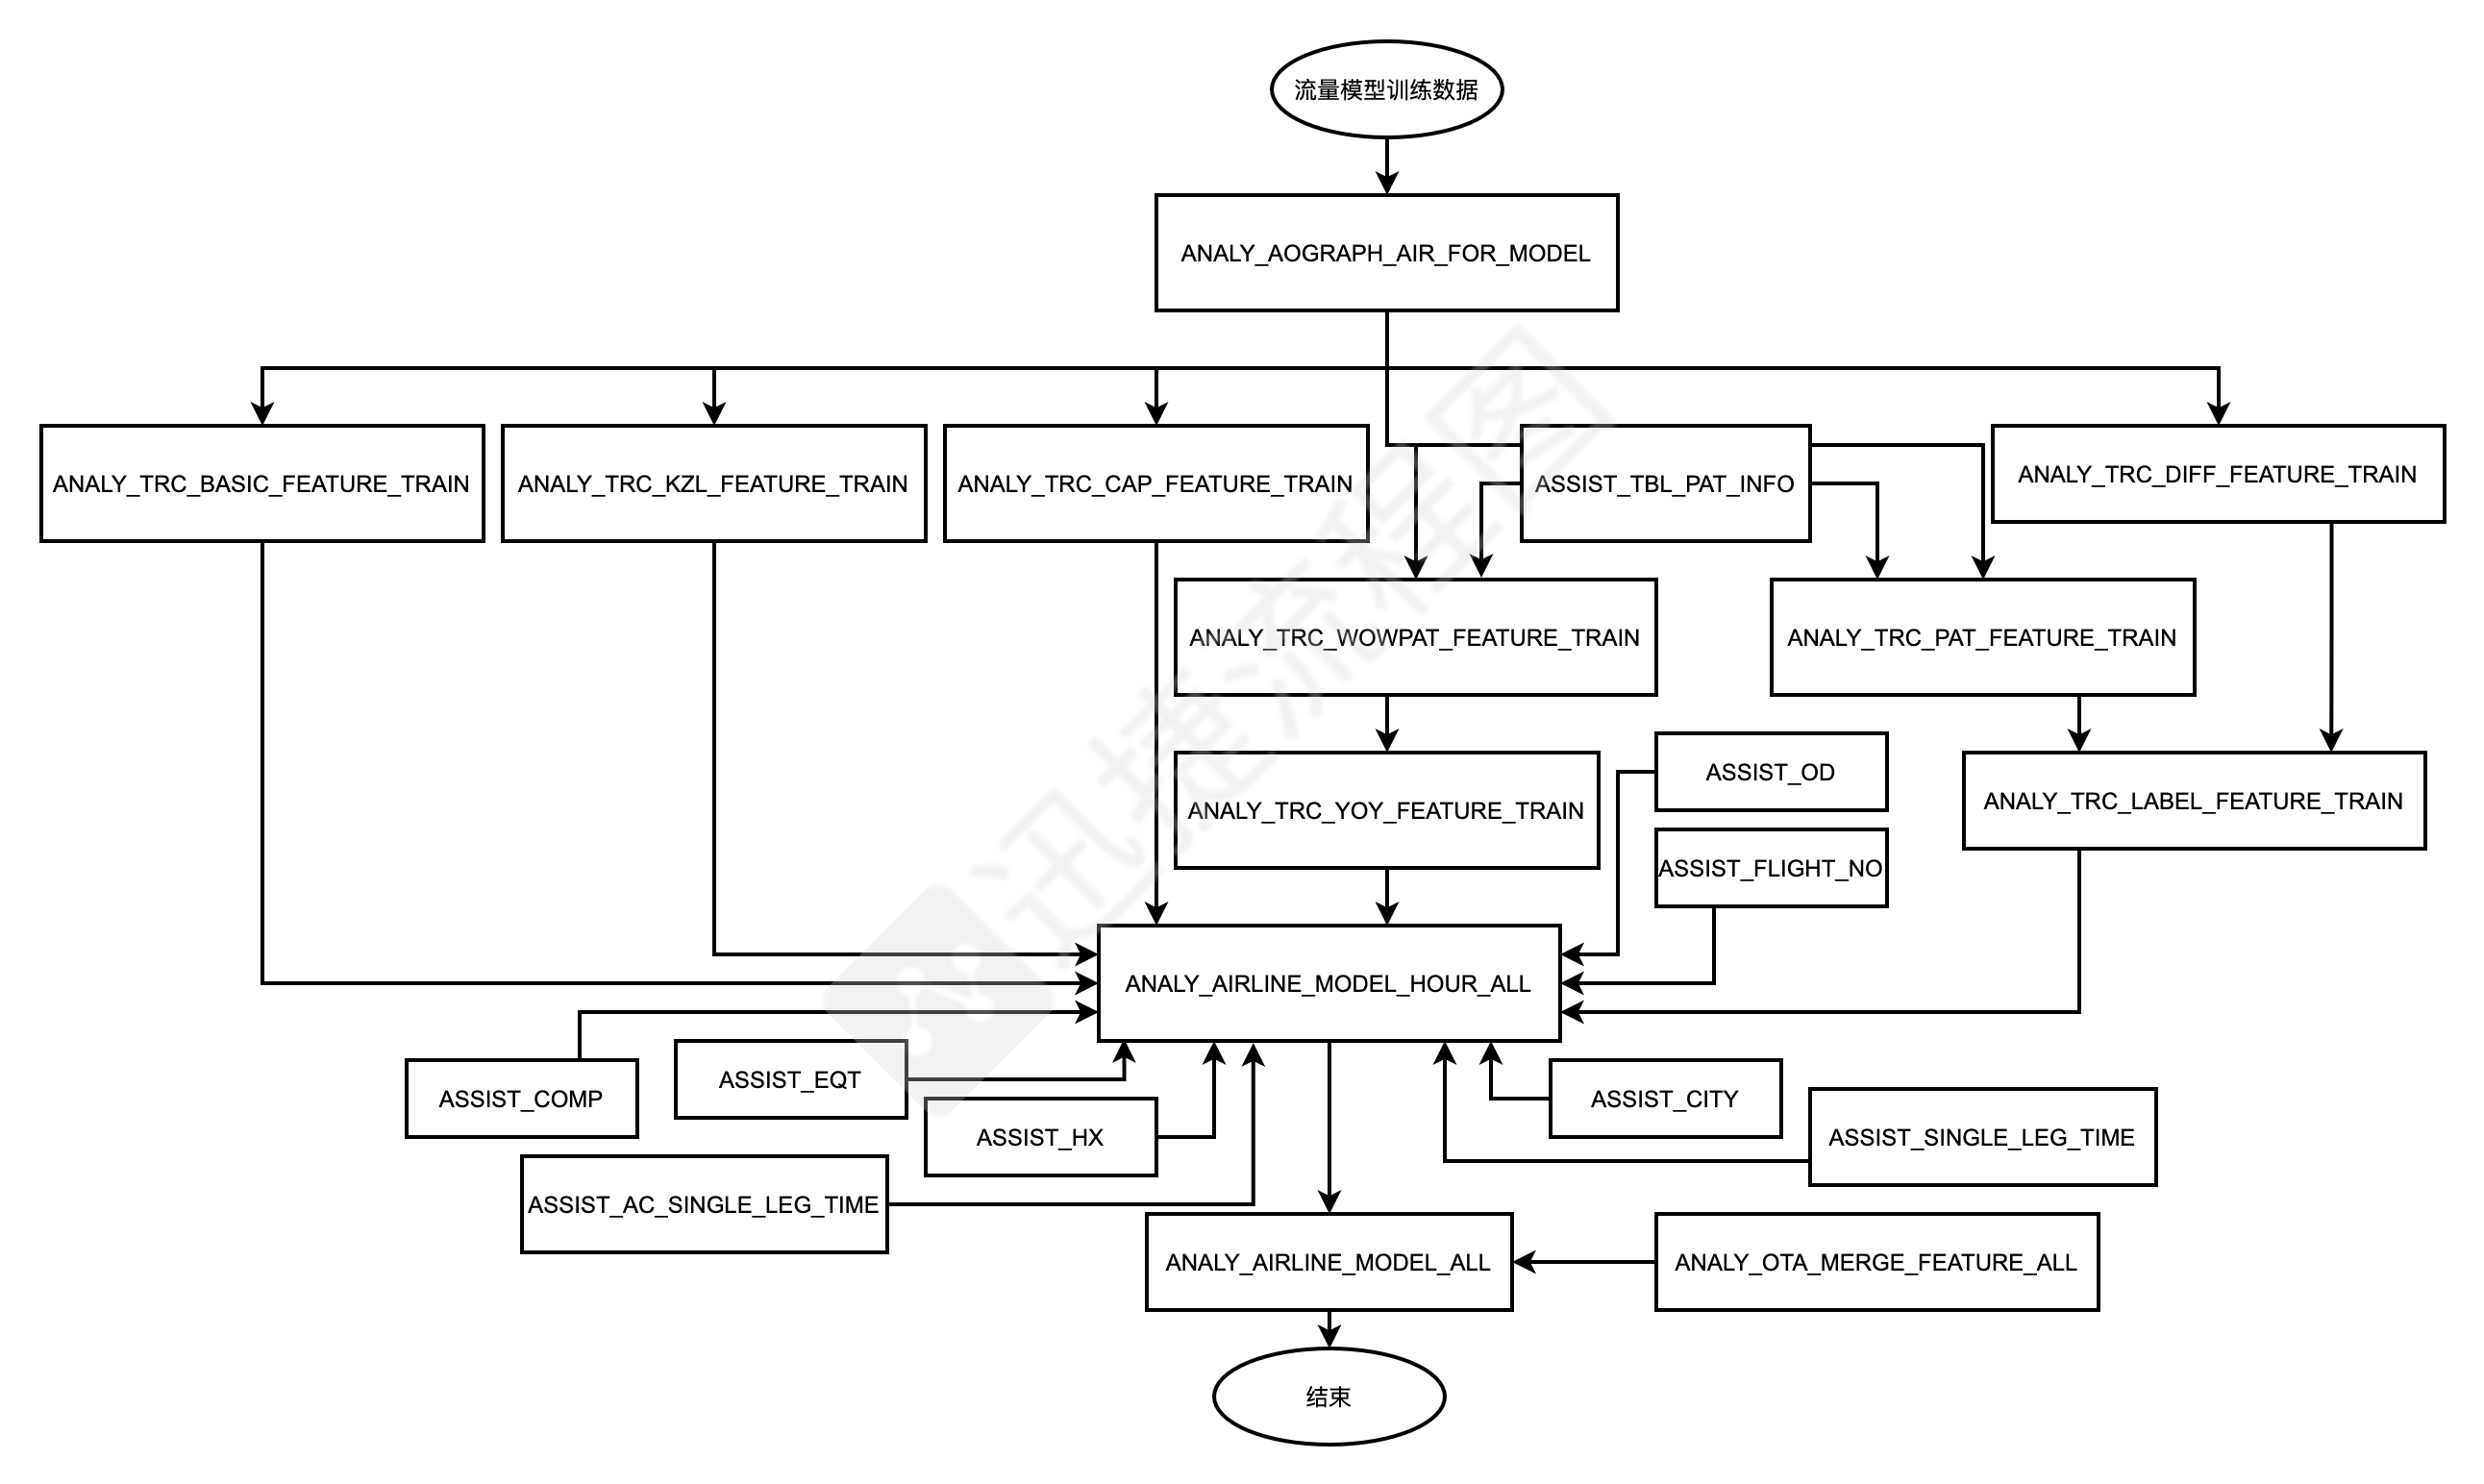 流量模型训练数据
ANALY_AOGRAPH_AIR_FOR_MODEL
ANALY_TRC_BASIC_FEATURE_TRAIN
ANALY_TRC_KZL_FEATURE_TRAIN
ANALY_TRC_CAP_FEATURE_TRAIN
ASSIST_TBL_PAT_INFO
ANALY_TRC_DIFF_FEATURE_TRAIN
ANALY_TRC_WOWPAT_FEATURE_TRAIN
ANALY_TRC_PAT_FEATURE_TRAIN
ANALY_TRC_YOY_FEATURE_TRAIN
ASSIST_OD
ANALY_TRC_LABEL_FEATURE_TRAIN
ASSIST_FLIGHT_NO
ANALY_AIRLINE_MODEL_HOUR_ALL
ASSIST_COMP
ASSIST_EQT
ASSIST_HX
ASSIST_CITY
ASSIST_SINGLE_LEG_TIME
ASSIST_AC_SINGLE_LEG_TIME
ANALY_AIRLINE_MODEL_ALL
ANALY_OTA_MERGE_FEATURE_ALL
结束
迅捷流程图